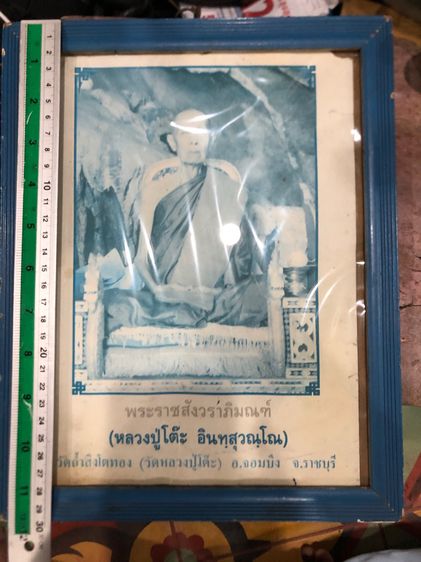 พระราชสังวราภิมณฑ์
(หลวงปู่โต๊ะ อินฺทสุวณฺโณ)
วัดถ้ำสิงโตทอง (วัดหลวงปู่โต๊ะ) อ.จอมบึง จ.ราชบุรี